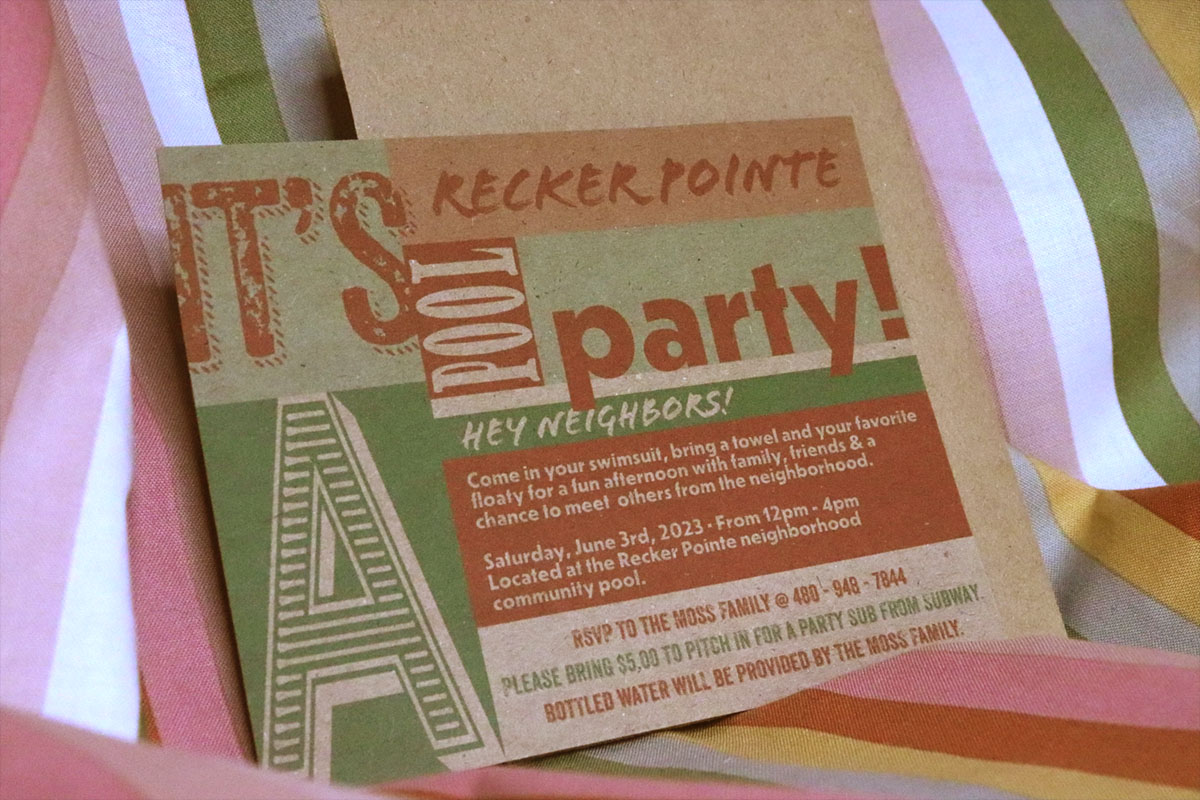 RECKER POINTE
IT'S
A
POOL
party!
HEY NEIGHBORS!
Come in your swimsuit, bring a towel and your favorite
floaty for a fun afternoon with family, friends & a
chance to meet others from the neighborhood.
Saturday, June 3rd, 2023 · From 12pm - 4pm
Located at the Recker Pointe neighborhood
community pool.
RSVP TO THE MOSS FAMILY @ 480 - 948 - 7844
PLEASE BRING $5,00 TO PITCH IN FOR A PARTY SUB FROM SUBWAY.
BOTTLED WATER WILL BE PROVIDED BY THE MOSS FAMILY.